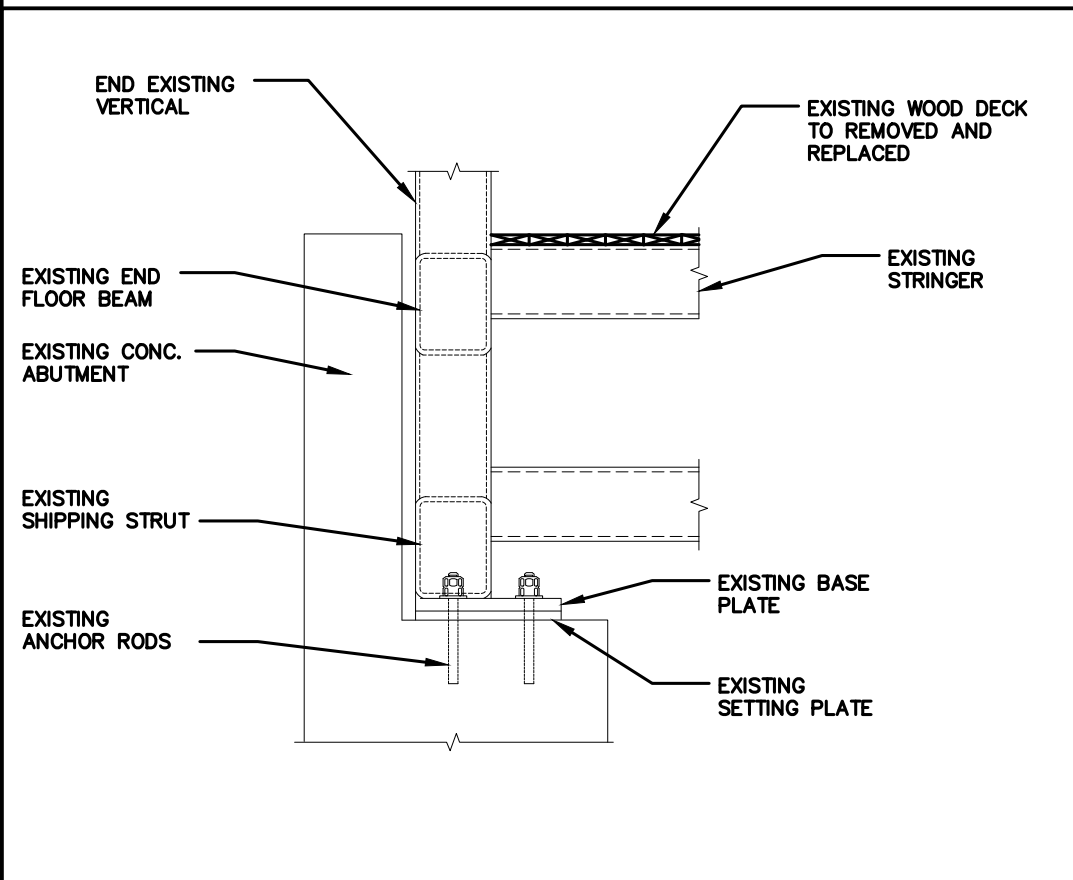 END EXISTING
VERTICAL
EXISTING WOOD DECK
TO REMOVED AND
REPLACED
EXISTING END
FLOOR BEAM
EXISTING
STRINGER
EXISTING CONC.
ABUTMENT
EXISTING
SHIPPING STRUT
EXISTING BASE
PLATE
EXISTING
ANCHOR RODS
EXISTING
SETTING PLATE